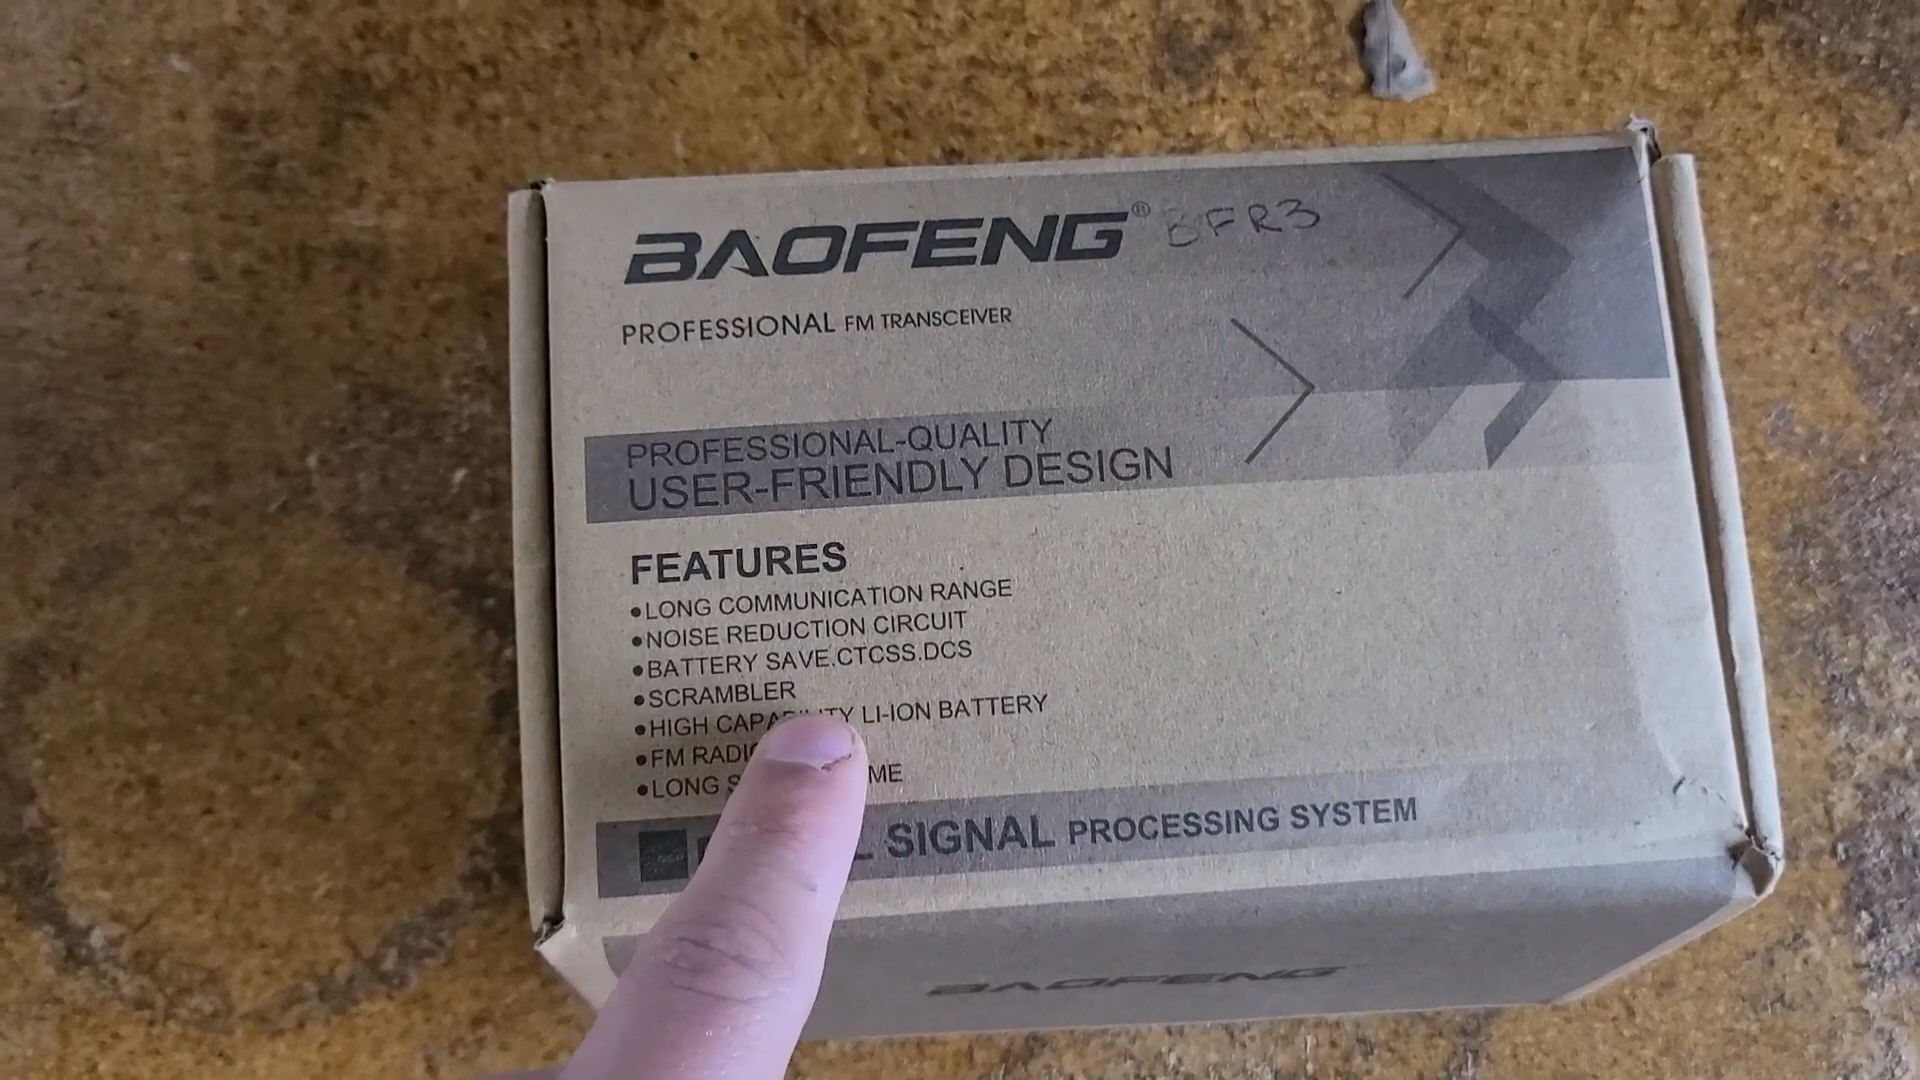 BAOFENG® BFR3
PROFESSIONAL FM TRANSCEIVER
PROFESSIONAL-QUALITY
USER-FRIENDLY DESIGN
FEATURES
•LONG COMMUNICATION RANGE
•NOISE REDUCTION CIRCUIT
•BATTERY SAVE.CTCSS.DCS
•SCRAMBLER
•HIGH CAPABILITY LI-ION BATTERY
•FM RADIO
•LONG
SIGNAL PROCESSING SYSTEM
BAOFENG